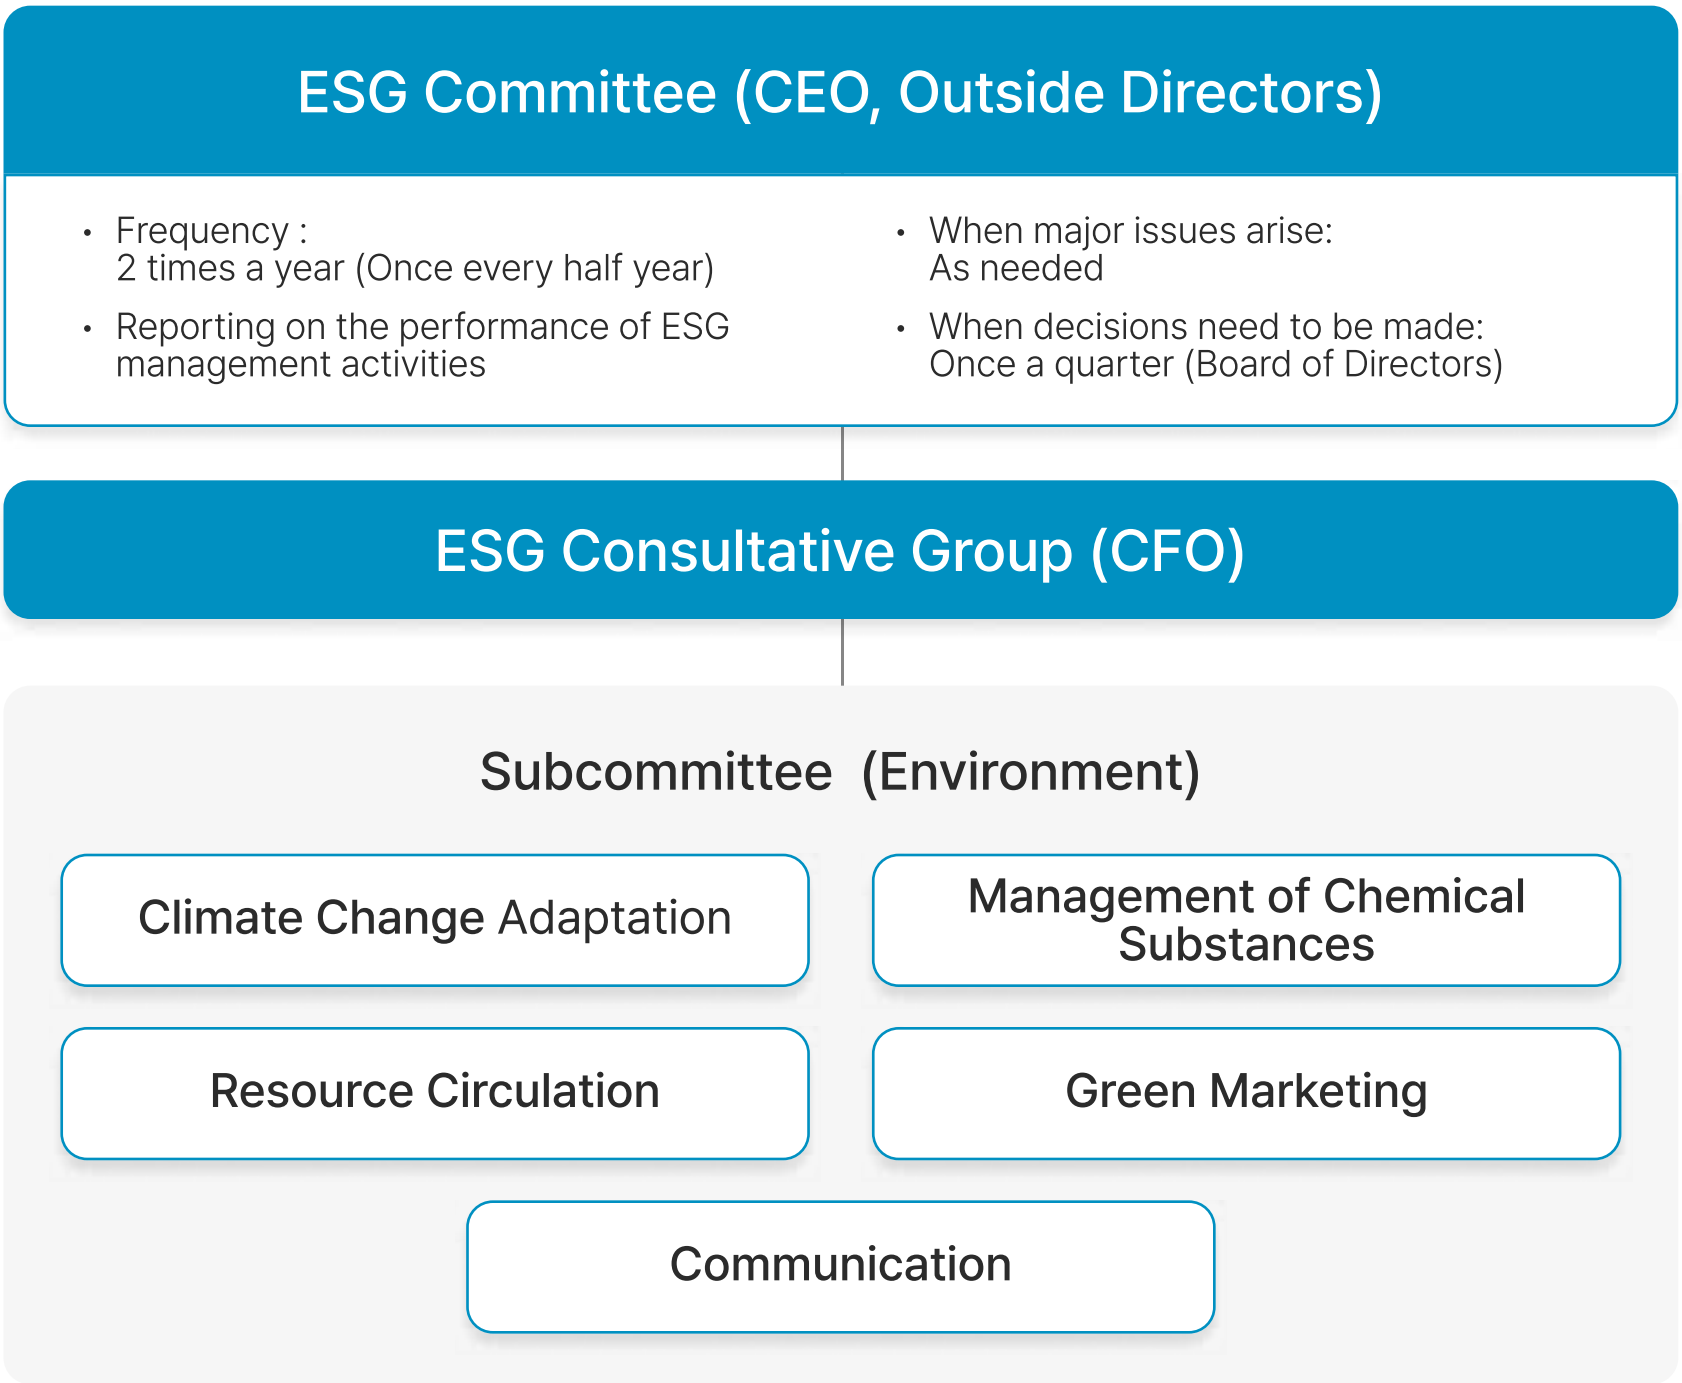 ESG Committee (CEO, Outside Directors)
• Frequency :
2 times a year (Once every half year)
• Reporting on the performance of ESG
management activities
• When major issues arise:
As needed
• When decisions need to be made:
Once a quarter (Board of Directors)
ESG Consultative Group (CFO)
Subcommittee (Environment)
Climate Change Adaptation
Management of Chemical
Substances
Resource Circulation
Green Marketing
Communication